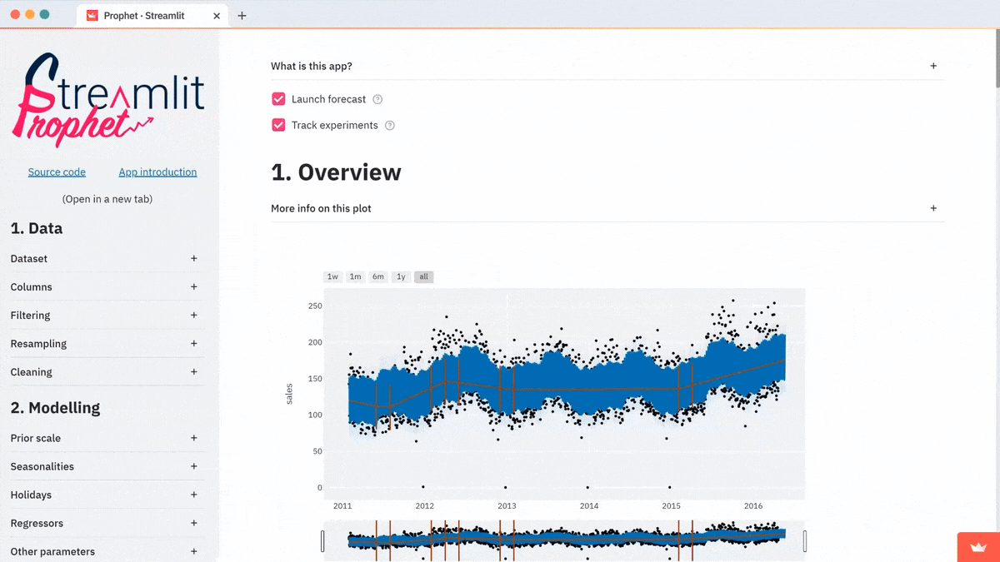 Prophet · Streamlit
Streamlit
Prophet
Source code
App introduction
(Open in a new tab)
1. Data
Dataset
Columns
Filtering
Resampling
Cleaning
2. Modelling
Prior scale
Seasonalities
Holidays
Regressors
Other parameters
What is this app?
Launch forecast
Track experiments
1. Overview
More info on this plot
1w 1m 6m 1y all
250
200
150
100
50
0
sales
2011 2012 2013 2014 2015 2016